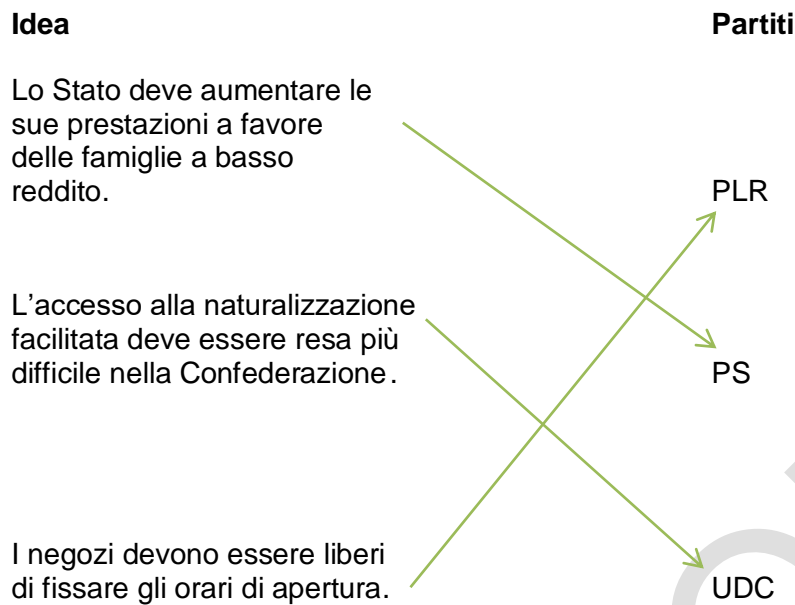 Idea Partiti
Lo Stato deve aumentare le
sue prestazioni a favore
delle famiglie a basso
reddito. PLR
L’accesso alla naturalizzazione
facilitata deve essere resa più
difficile nella Confederazione. PS
I negozi devono essere liberi
di fissare gli orari di apertura. UDC